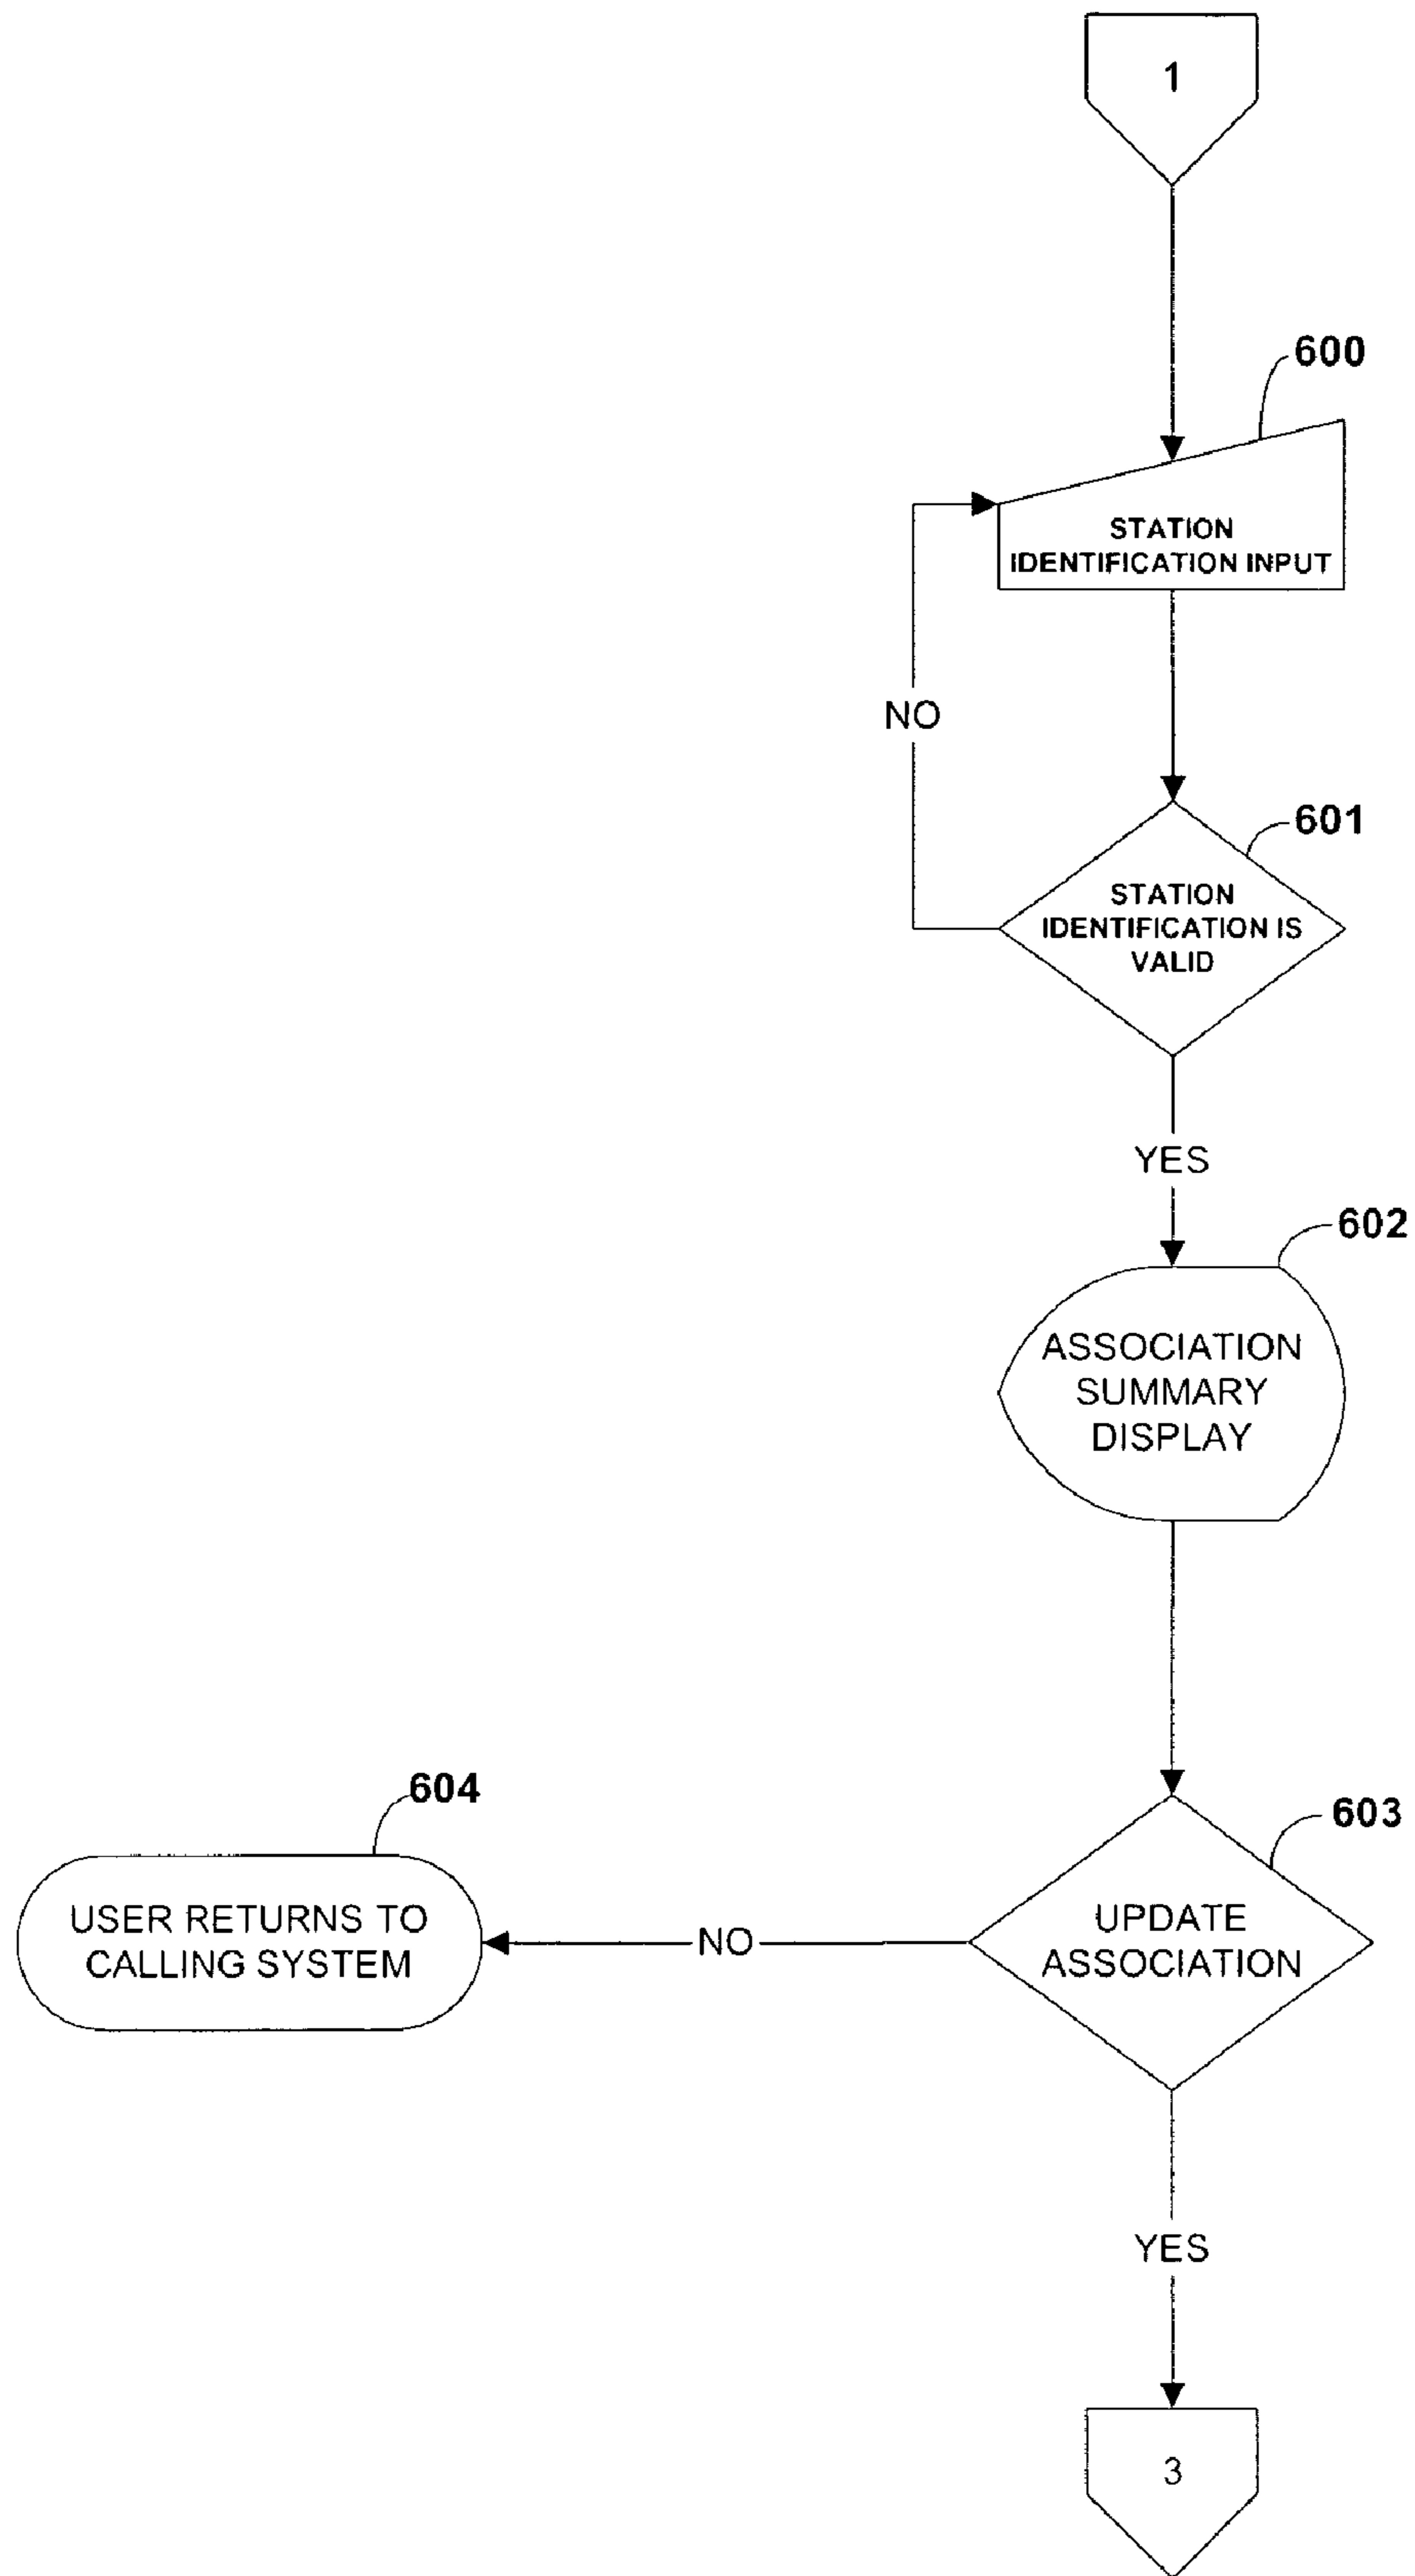 1
600
STATION
IDENTIFICATION INPUT
NO
601
STATION
IDENTIFICATION IS
VALID
YES
602
ASSOCIATION
SUMMARY
DISPLAY
604
603
USER RETURNS TO
CALLING SYSTEM
NO
UPDATE
ASSOCIATION
YES
3